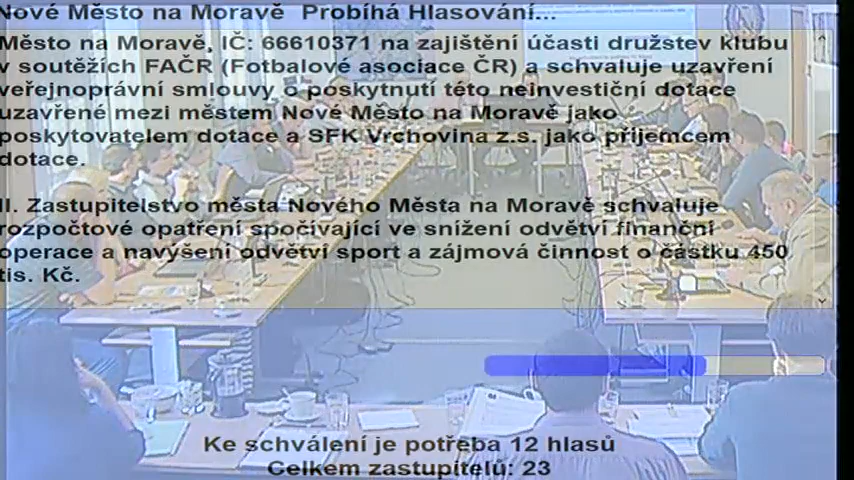 Nové Město na Moravě Probíhá Hlasování...
Město na Moravě, IČ: 66610371 na zajištění účasti družstev klubu
v soutěžích FAČR (Fotbalové asociace ČR) a schvaluje uzavření
veřejnoprávní smlouvy o poskytnutí této neinvestiční dotace
uzavřené mezi městem Nové Město na Moravě jako
poskytovatelem dotace a SFK Vrchovina z.s. jako příjemcem
dotace.
II. Zastupitelstvo města Nového Města na Moravě schvaluje
rozpočtové opatření spočívající ve snížení odvětví finanční
operace a navýšení odvětví sport a zájmová činnost o částku 450
tis. Kč.
Ke schválení je potřeba 12 hlasů
Celkem zastupitelů: 23